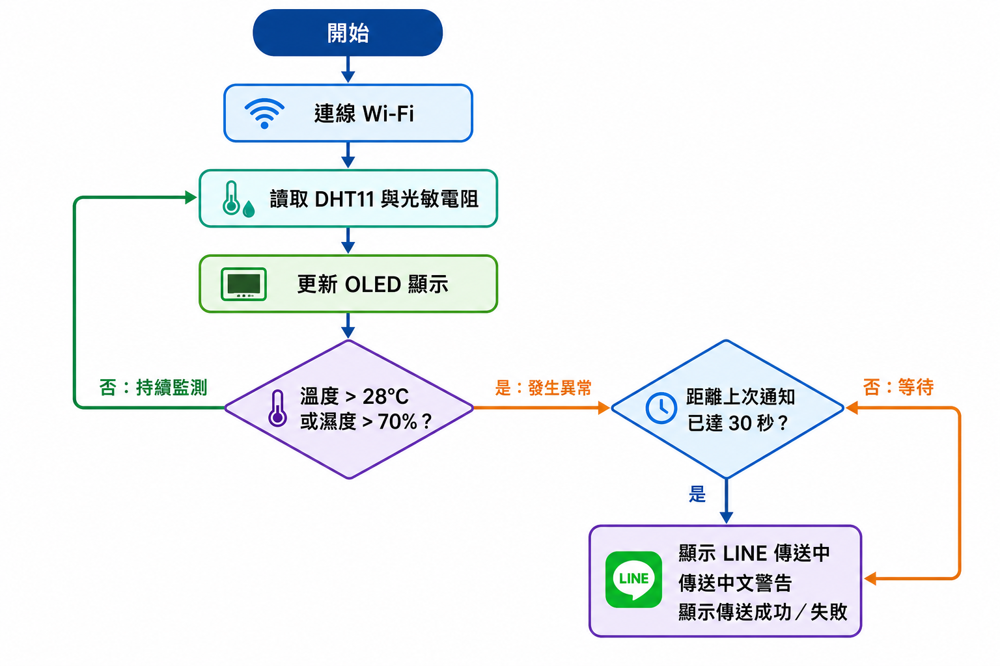 開始
連線 Wi-Fi
讀取 DHT11 與光敏電阻
更新 OLED 顯示
溫度 > 28°C
或濕度 > 70%？
否：持續監測
是：發生異常
距離上次通知
已達 30 秒？
否：等待
是
LINE
顯示 LINE 傳送中
傳送中文警告
顯示傳送成功／失敗